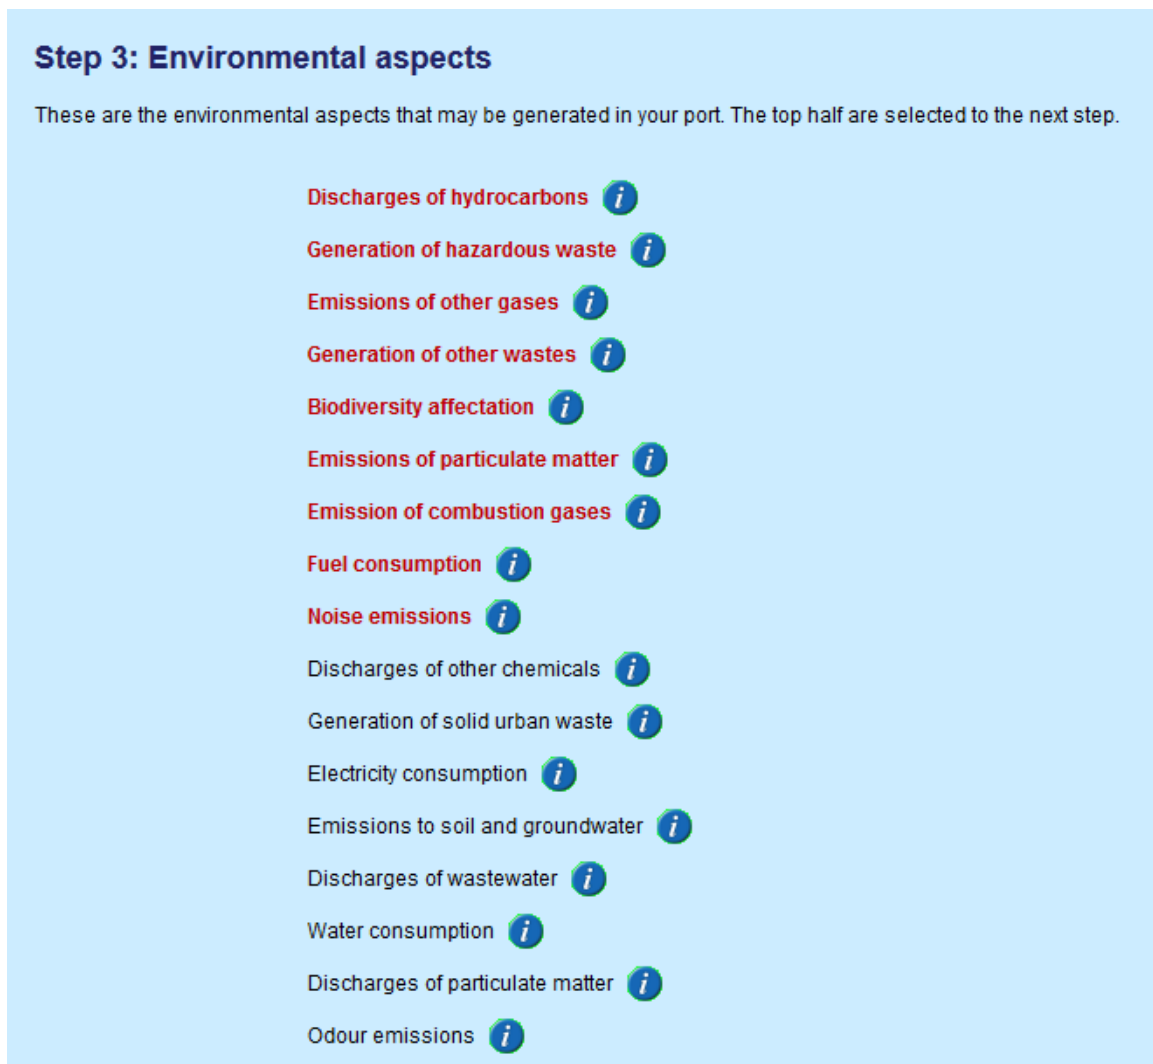 Step 3: Environmental aspects
These are the environmental aspects that may be generated in your port. The top half are selected to the next step.
Discharges of hydrocarbons i
Generation of hazardous waste i
Emissions of other gases i
Generation of other wastes i
Biodiversity affectation i
Emissions of particulate matter i
Emission of combustion gases i
Fuel consumption i
Noise emissions i
Discharges of other chemicals i
Generation of solid urban waste i
Electricity consumption i
Emissions to soil and groundwater i
Discharges of wastewater i
Water consumption i
Discharges of particulate matter i
Odour emissions i